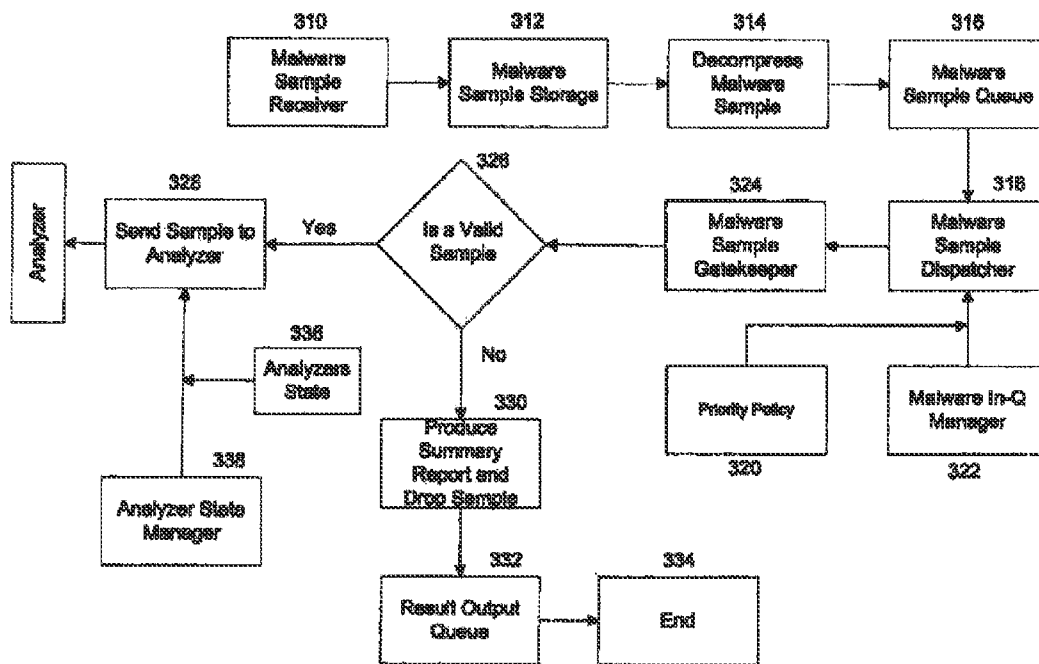 310
Malware
Sample
Receiver
312
Malware
Sample Storage
314
Decompress
Malware
Sample
316
Malware
Sample Queue
318
Malware
Sample
Dispatcher
324
Malware
Sample
Gatekeeper
326
Is a Valid
Sample
Yes
No
328
Send Sample to
Analyzer
Analyzer
336
Analyzers
State
338
Analyzer State
Manager
Priority Policy
320
Malware In-Q
Manager
322
330
Produce
Summary
Report and
Drop Sample
332
Result Output
Queue
334
End